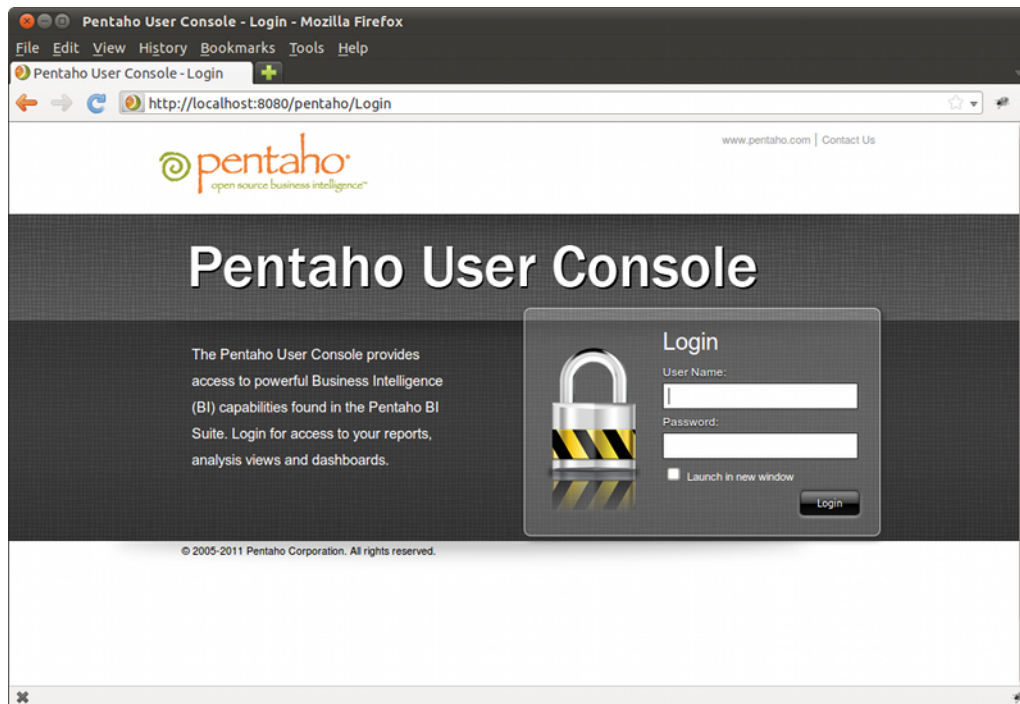 Pentaho User Console - Login - Mozilla Firefox
File Edit View History Bookmarks Tools Help
Pentaho User Console - Login
http://localhost:8080/pentaho/Login
www.pentaho.com | Contact Us
pentaho
open source business intelligence™
Pentaho User Console
The Pentaho User Console provides
access to powerful Business Intelligence
(BI) capabilities found in the Pentaho BI
Suite. Login for access to your reports,
analysis views and dashboards.
Login
User Name:
Password:
Launch in new window
Login
© 2005-2011 Pentaho Corporation. All rights reserved.